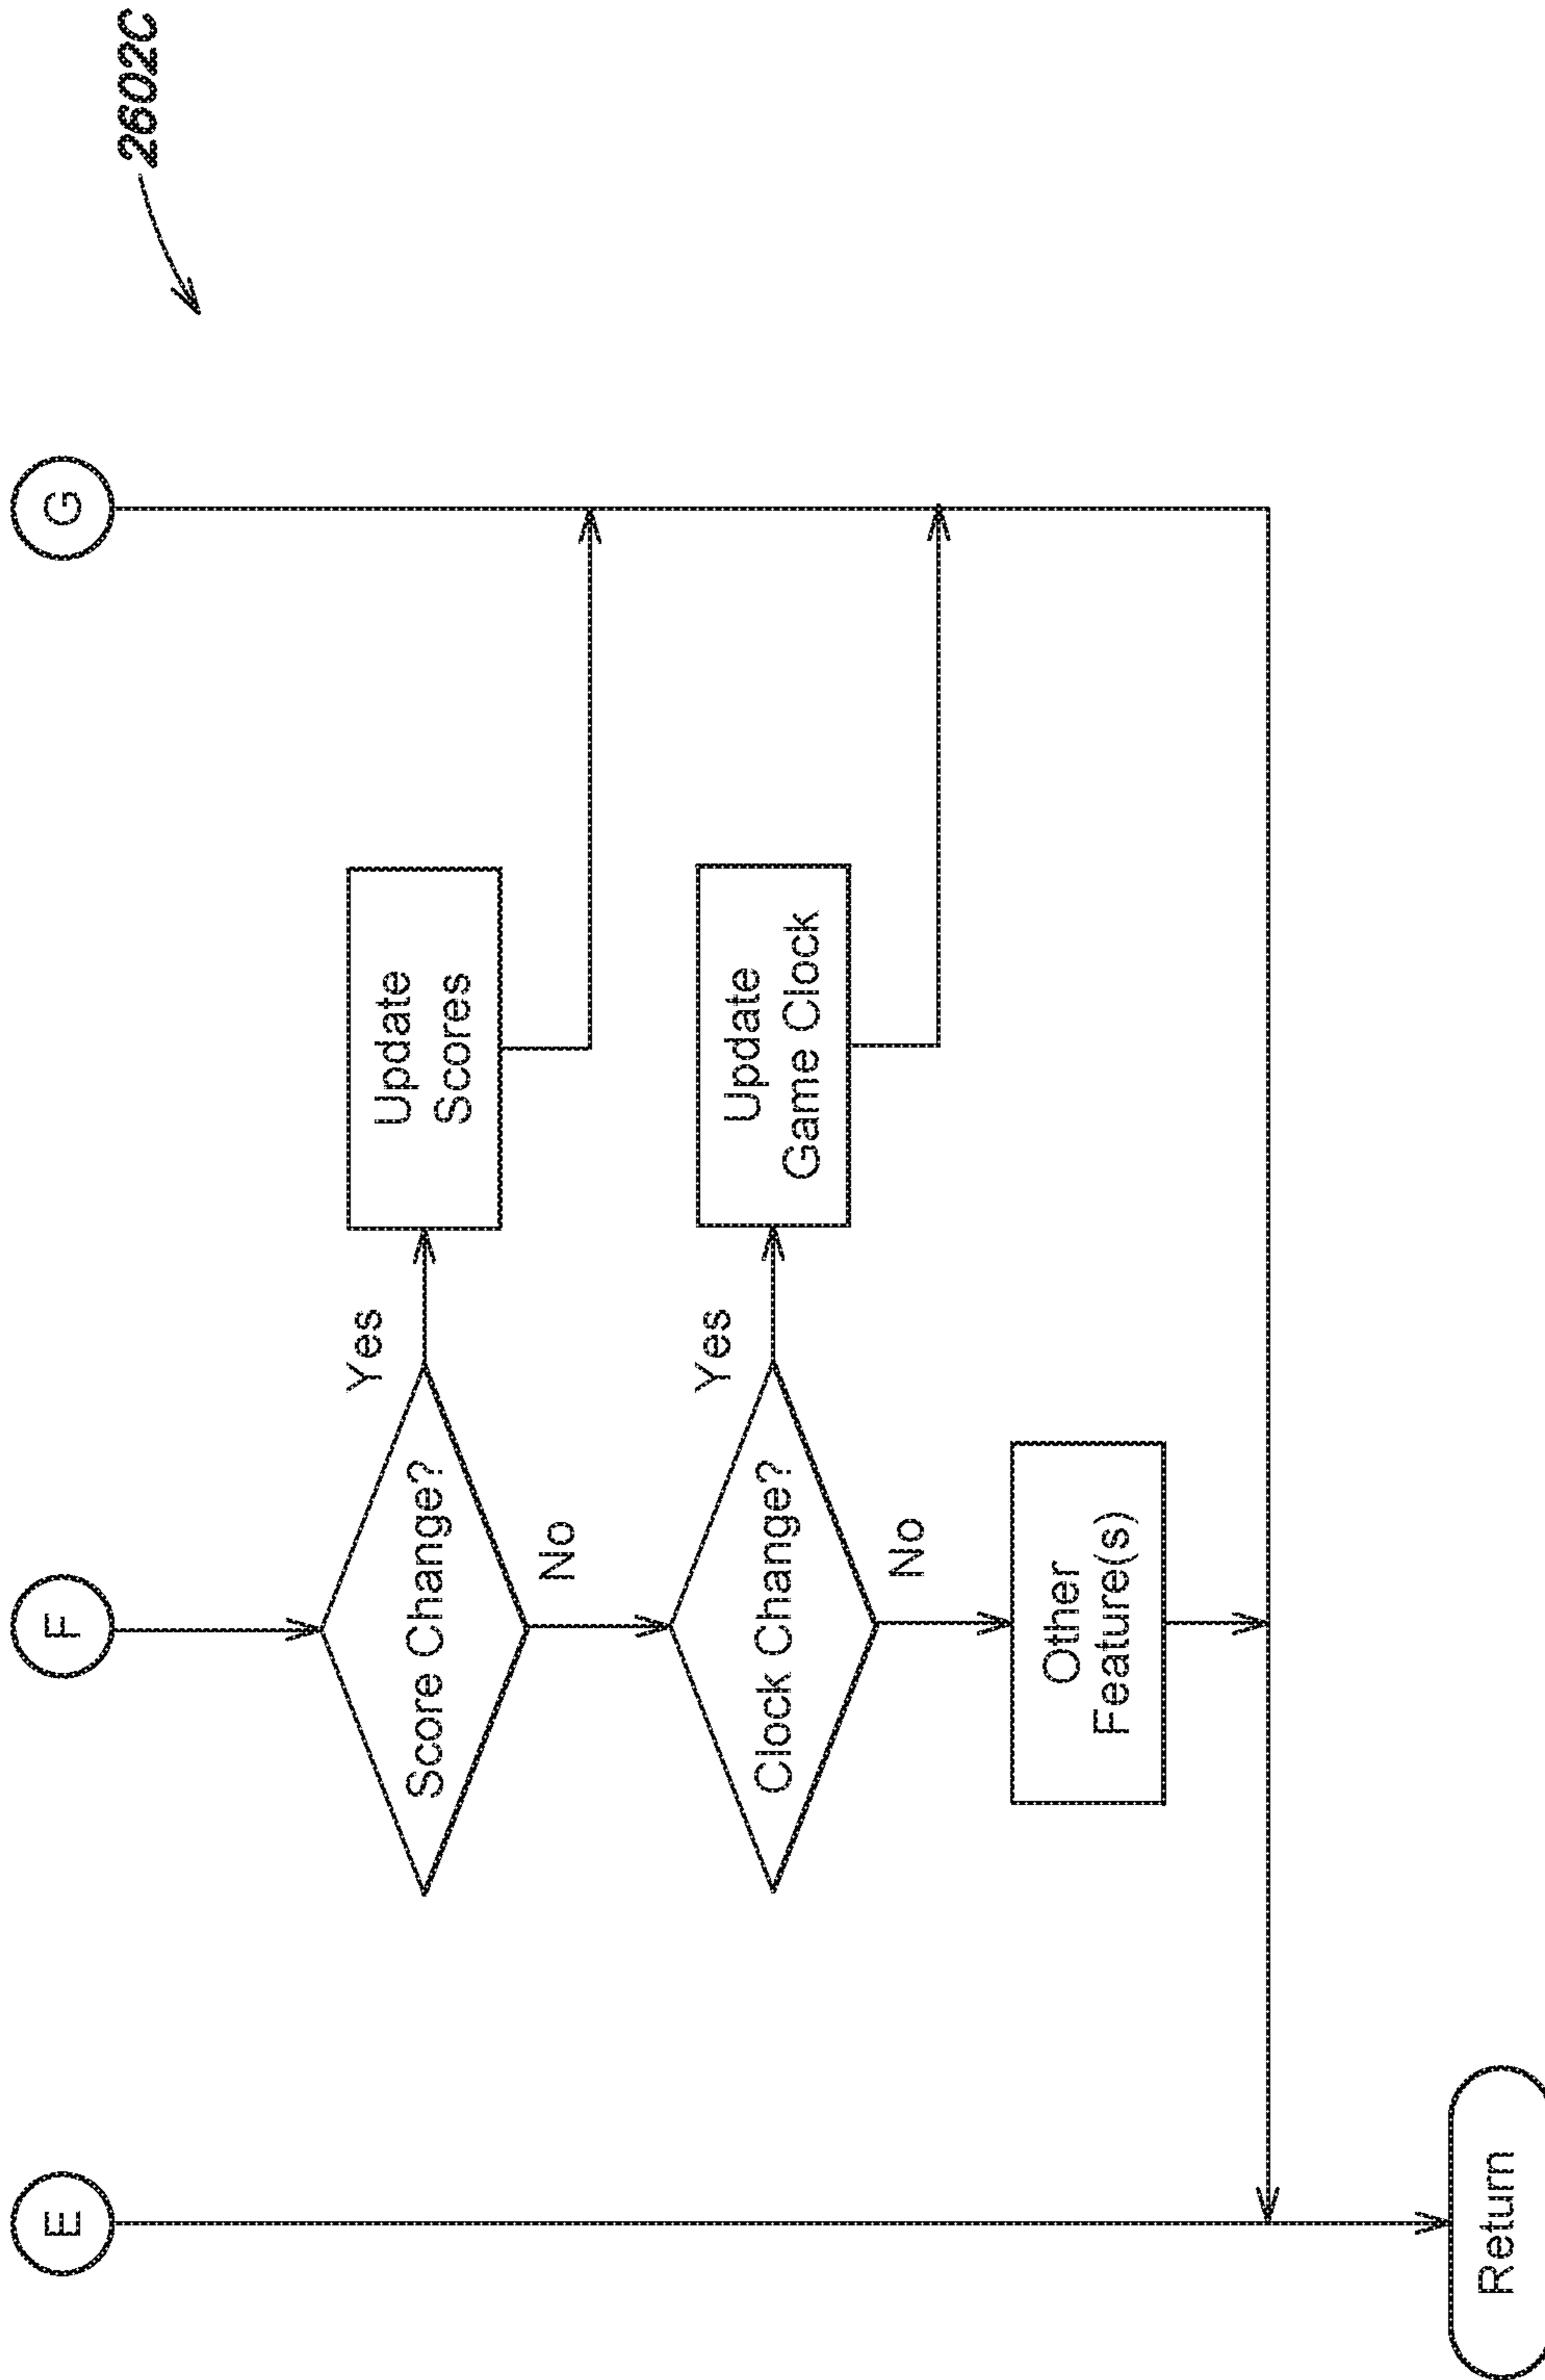 2602C
E
F
G
Score Change?
Yes
Update
Scores
No
Clock Change?
Yes
Update
Game Clock
No
Other
Feature(s)
Return